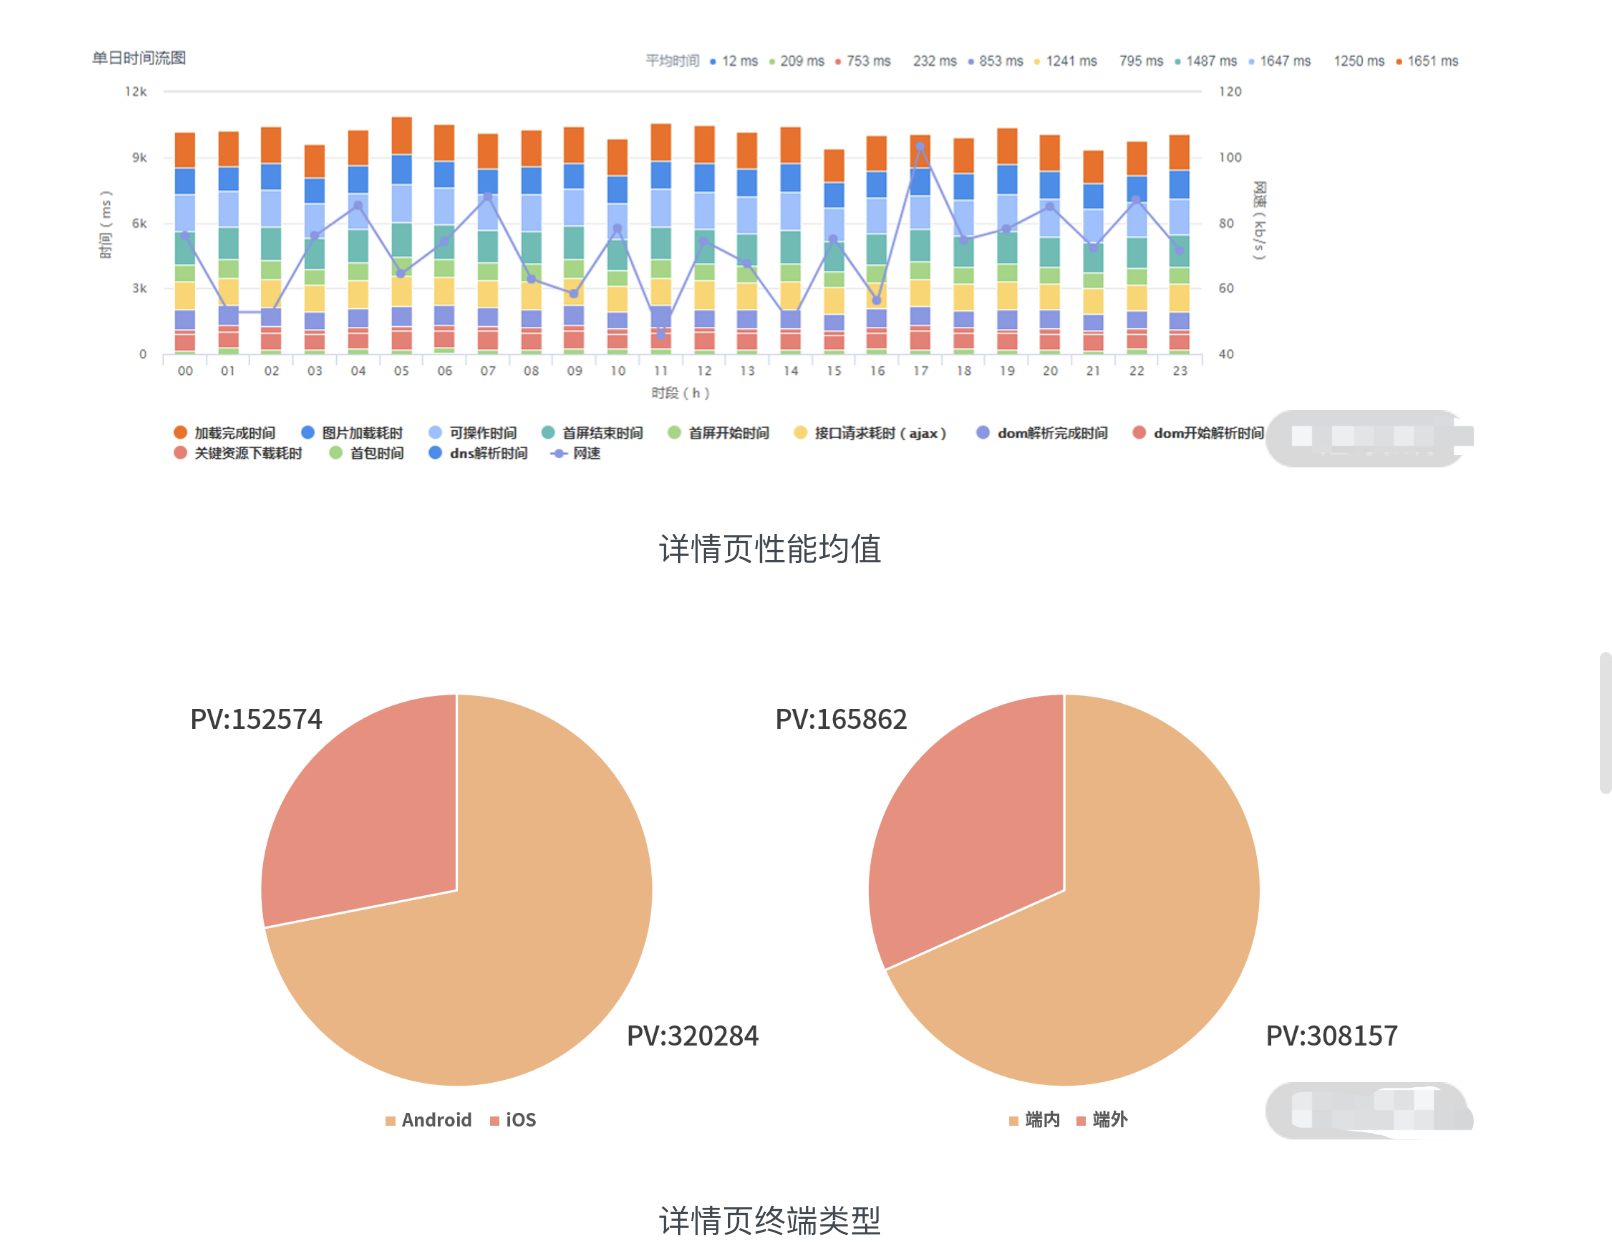 单日时间流图
平均时间 12 ms 209 ms 753 ms 232 ms 853 ms 1241 ms 795 ms 1487 ms 1647 ms 1250 ms 1651 ms
12k
9k
6k
3k
0
时间（ms）
120
100
80
60
40
网速（kb/s）
00 01 02 03 04 05 06 07 08 09 10 11 12 13 14 15 16 17 18 19 20 21 22 23
时段（h）
加载完成时间 图片加载耗时 可操作时间 首屏结束时间 首屏开始时间 接口请求耗时（ajax） dom解析完成时间 dom开始解析时间
关键资源下载耗时 首包时间 dns解析时间 网速
详情页性能均值
PV:152574
PV:320284
Android iOS
PV:165862
PV:308157
端内 端外
详情页终端类型